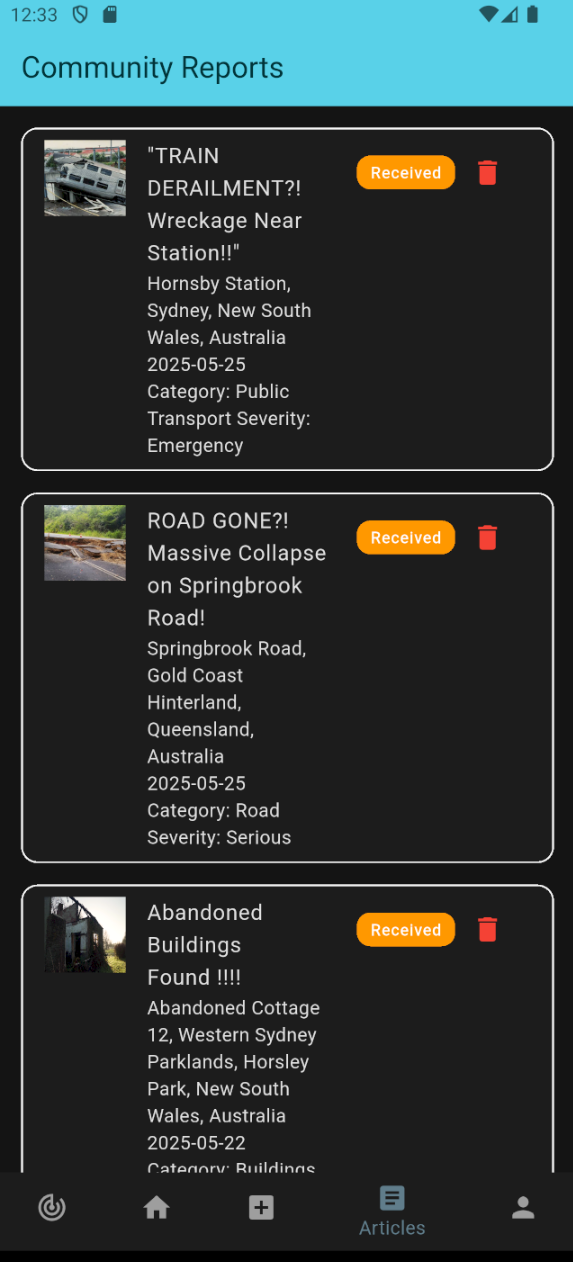 12:33
Community Reports
"TRAIN
DERAILMENT?!
Wreckage Near
Station!!"
Hornsby Station,
Sydney, New South
Wales, Australia
2025-05-25
Category: Public
Transport Severity:
Emergency
Received
ROAD GONE?!
Massive Collapse
on Springbrook
Road!
Springbrook Road,
Gold Coast
Hinterland,
Queensland,
Australia
2025-05-25
Category: Road
Severity: Serious
Received
Abandoned
Buildings
Found !!!!
Abandoned Cottage
12, Western Sydney
Parklands, Horsley
Park, New South
Wales, Australia
2025-05-22
Category: Buildings
Received
Articles